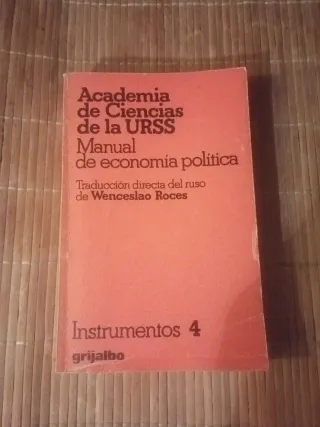 Academia
de Ciencias
de la URSS
Manual
de economía política
Traducción directa del ruso
de Wenceslao Roces
Instrumentos 4
grijalbo